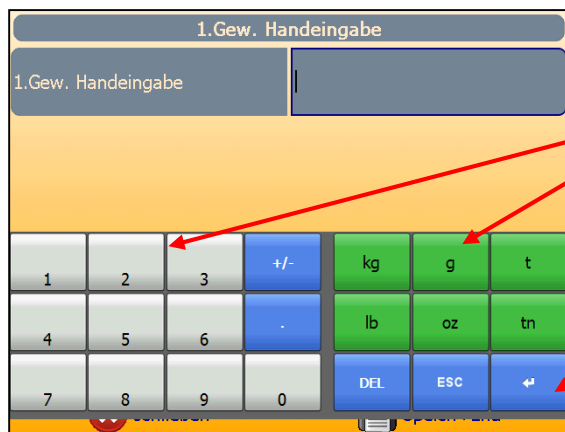 1.Gew. Handeingabe
1.Gew. Handeingabe
1 2 3 +/- kg g t
4 5 6 . lb oz tn
7 8 9 0 DEL ESC ↵